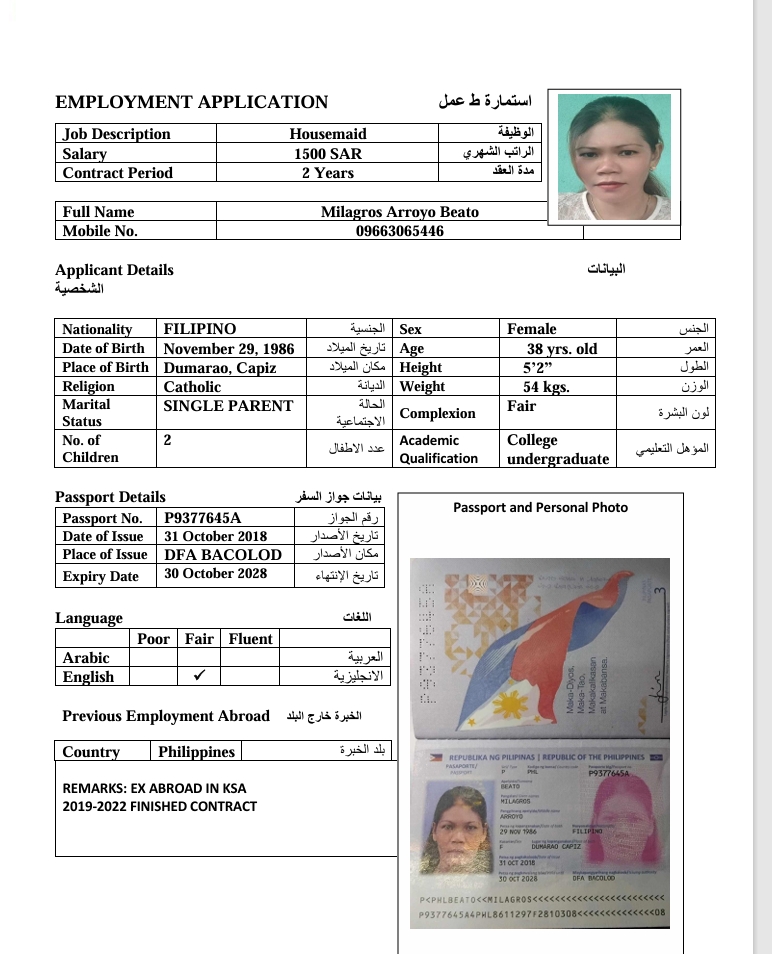 EMPLOYMENT APPLICATION استمارة ط عمل
Job Description Housemaid الوظيفة
Salary 1500 SAR الراتب الشهري
Contract Period 2 Years مدة العقد
Full Name Milagros Arroyo Beato
Mobile No. 09663065446
Applicant Details البيانات
الشخصية
Nationality FILIPINO الجنسية Sex Female الجنس
Date of Birth November 29, 1986 تاريخ الميلاد Age 38 yrs. old العمر
Place of Birth Dumarao, Capiz مكان الميلاد Height 5’2” الطول
Religion Catholic الديانة Weight 54 kgs. الوزن
Marital Status SINGLE PARENT الحالة الاجتماعية Complexion Fair لون البشرة
No. of Children 2 عدد الاطفال Academic Qualification College undergraduate المؤهل التعليمي
Passport Details بيانات جواز السفر
Passport No. P9377645A رقم الجواز
Date of Issue 31 October 2018 تاريخ الأصدار
Place of Issue DFA BACOLOD مكان الأصدار
Expiry Date 30 October 2028 تاريخ الإنتهاء
Language اللغات
Poor Fair Fluent
Arabic العربية
English ✓ الانجليزية
Previous Employment Abroad الخبرة خارج البلد
Country Philippines بلد الخبرة
REMARKS: EX ABROAD IN KSA
2019-2022 FINISHED CONTRACT
Passport and Personal Photo
3
Maka-Diyos,
Maka-Tao,
Makakalikasan
at Makabansa.
REPUBLIKA NG PILIPINAS | REPUBLIC OF THE PHILIPPINES
PASAPORTE/
P PHL P9377645A
BEATO
MILAGROS
ARROYO
29 NOV 1986 FILIPINO
F DUMARAO CAPIZ
31 OCT 2018
30 OCT 2028 DFA BACOLOD
P<PHLBEATO<<MILAGROS<<<<<<<<<<<<<<<<<<<<<<<<
P9377645A4PHL8611297F2810308<<<<<<<<<<<<<<08